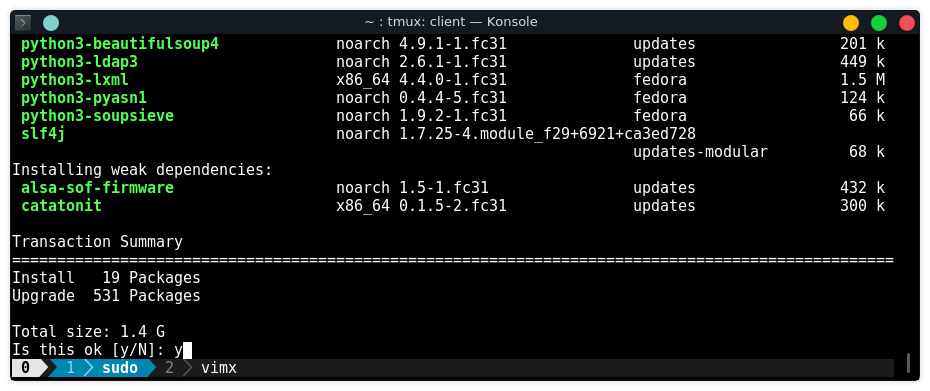 ~ : tmux: client — Konsole
python3-beautifulsoup4 noarch 4.9.1-1.fc31 updates 201 k
python3-ldap3 noarch 2.6.1-1.fc31 updates 449 k
python3-lxml x86_64 4.4.0-1.fc31 fedora 1.5 M
python3-pyasn1 noarch 0.4.4-5.fc31 fedora 124 k
python3-soupsieve noarch 1.9.2-1.fc31 fedora 66 k
slf4j noarch 1.7.25-4.module_f29+6921+ca3ed728
updates-modular 68 k
Installing weak dependencies:
alsa-sof-firmware noarch 1.5-1.fc31 updates 432 k
catatonit x86_64 0.1.5-2.fc31 updates 300 k
Transaction Summary
==================================================================================================
Install 19 Packages
Upgrade 531 Packages
Total size: 1.4 G
Is this ok [y/N]: y
0 1 sudo 2 vimx